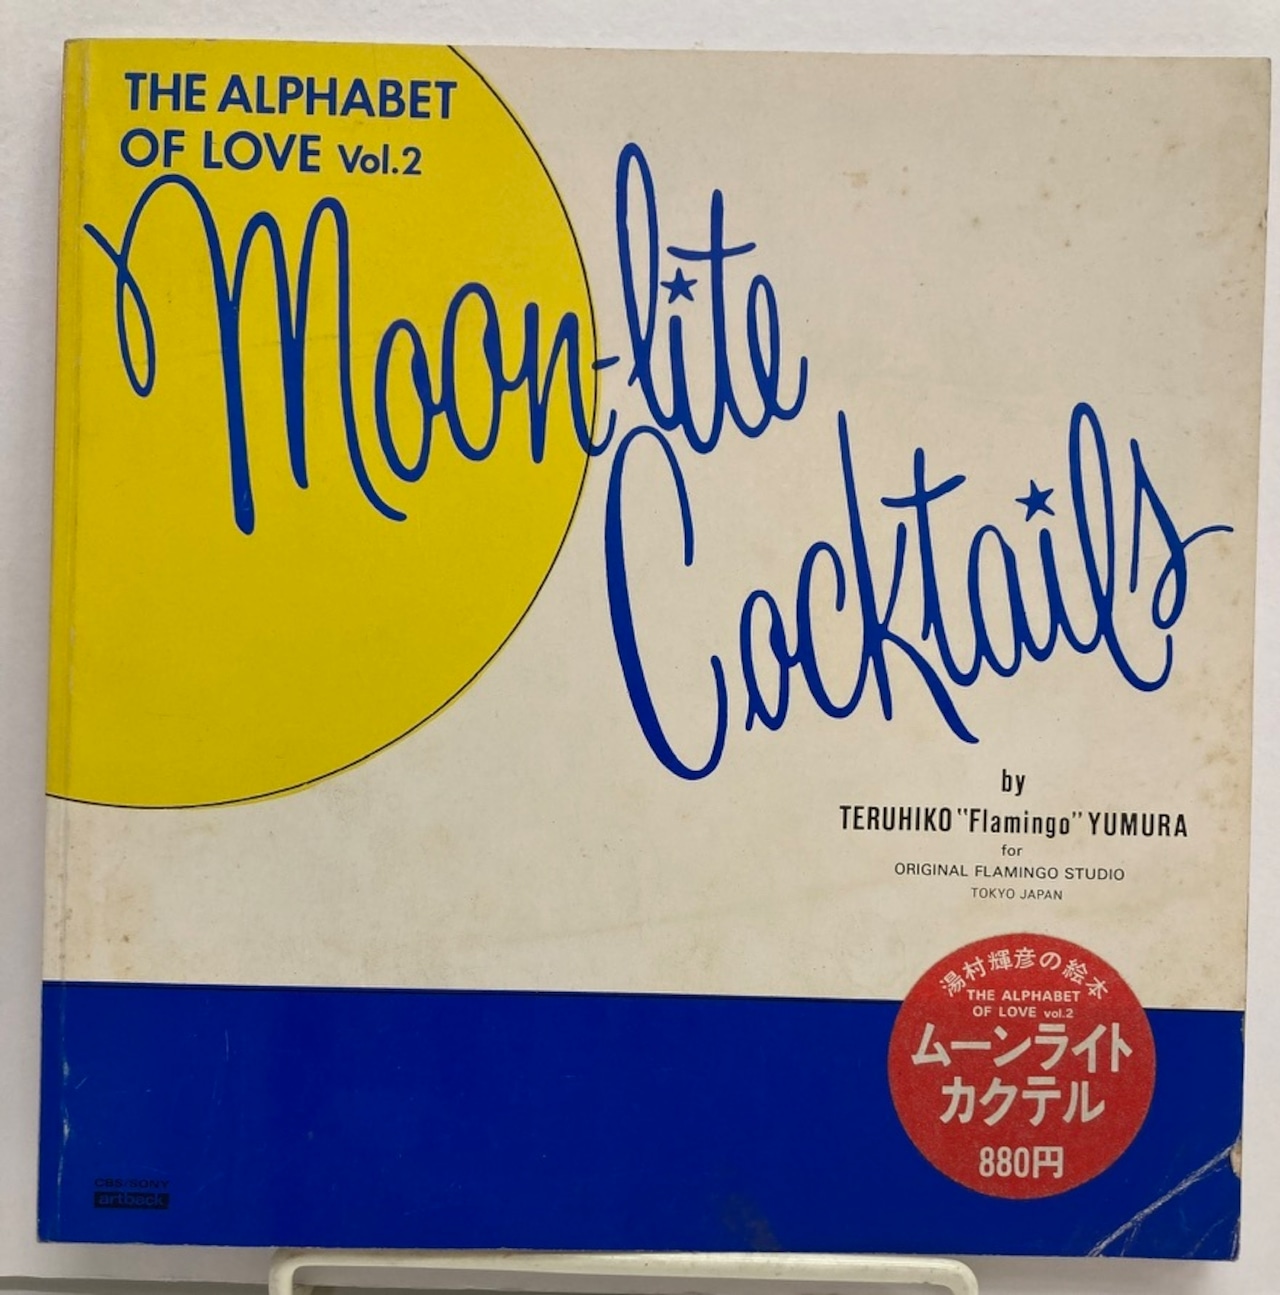 THE ALPHABET
OF LOVE Vol.2
Moon-lite
Cocktails
by
TERUHIKO "Flamingo" YUMURA
for
ORIGINAL FLAMINGO STUDIO
TOKYO JAPAN
湯村輝彦の絵本
THE ALPHABET
OF LOVE vol.2
ムーンライト
カクテル
880円
CBS/SONY
artback